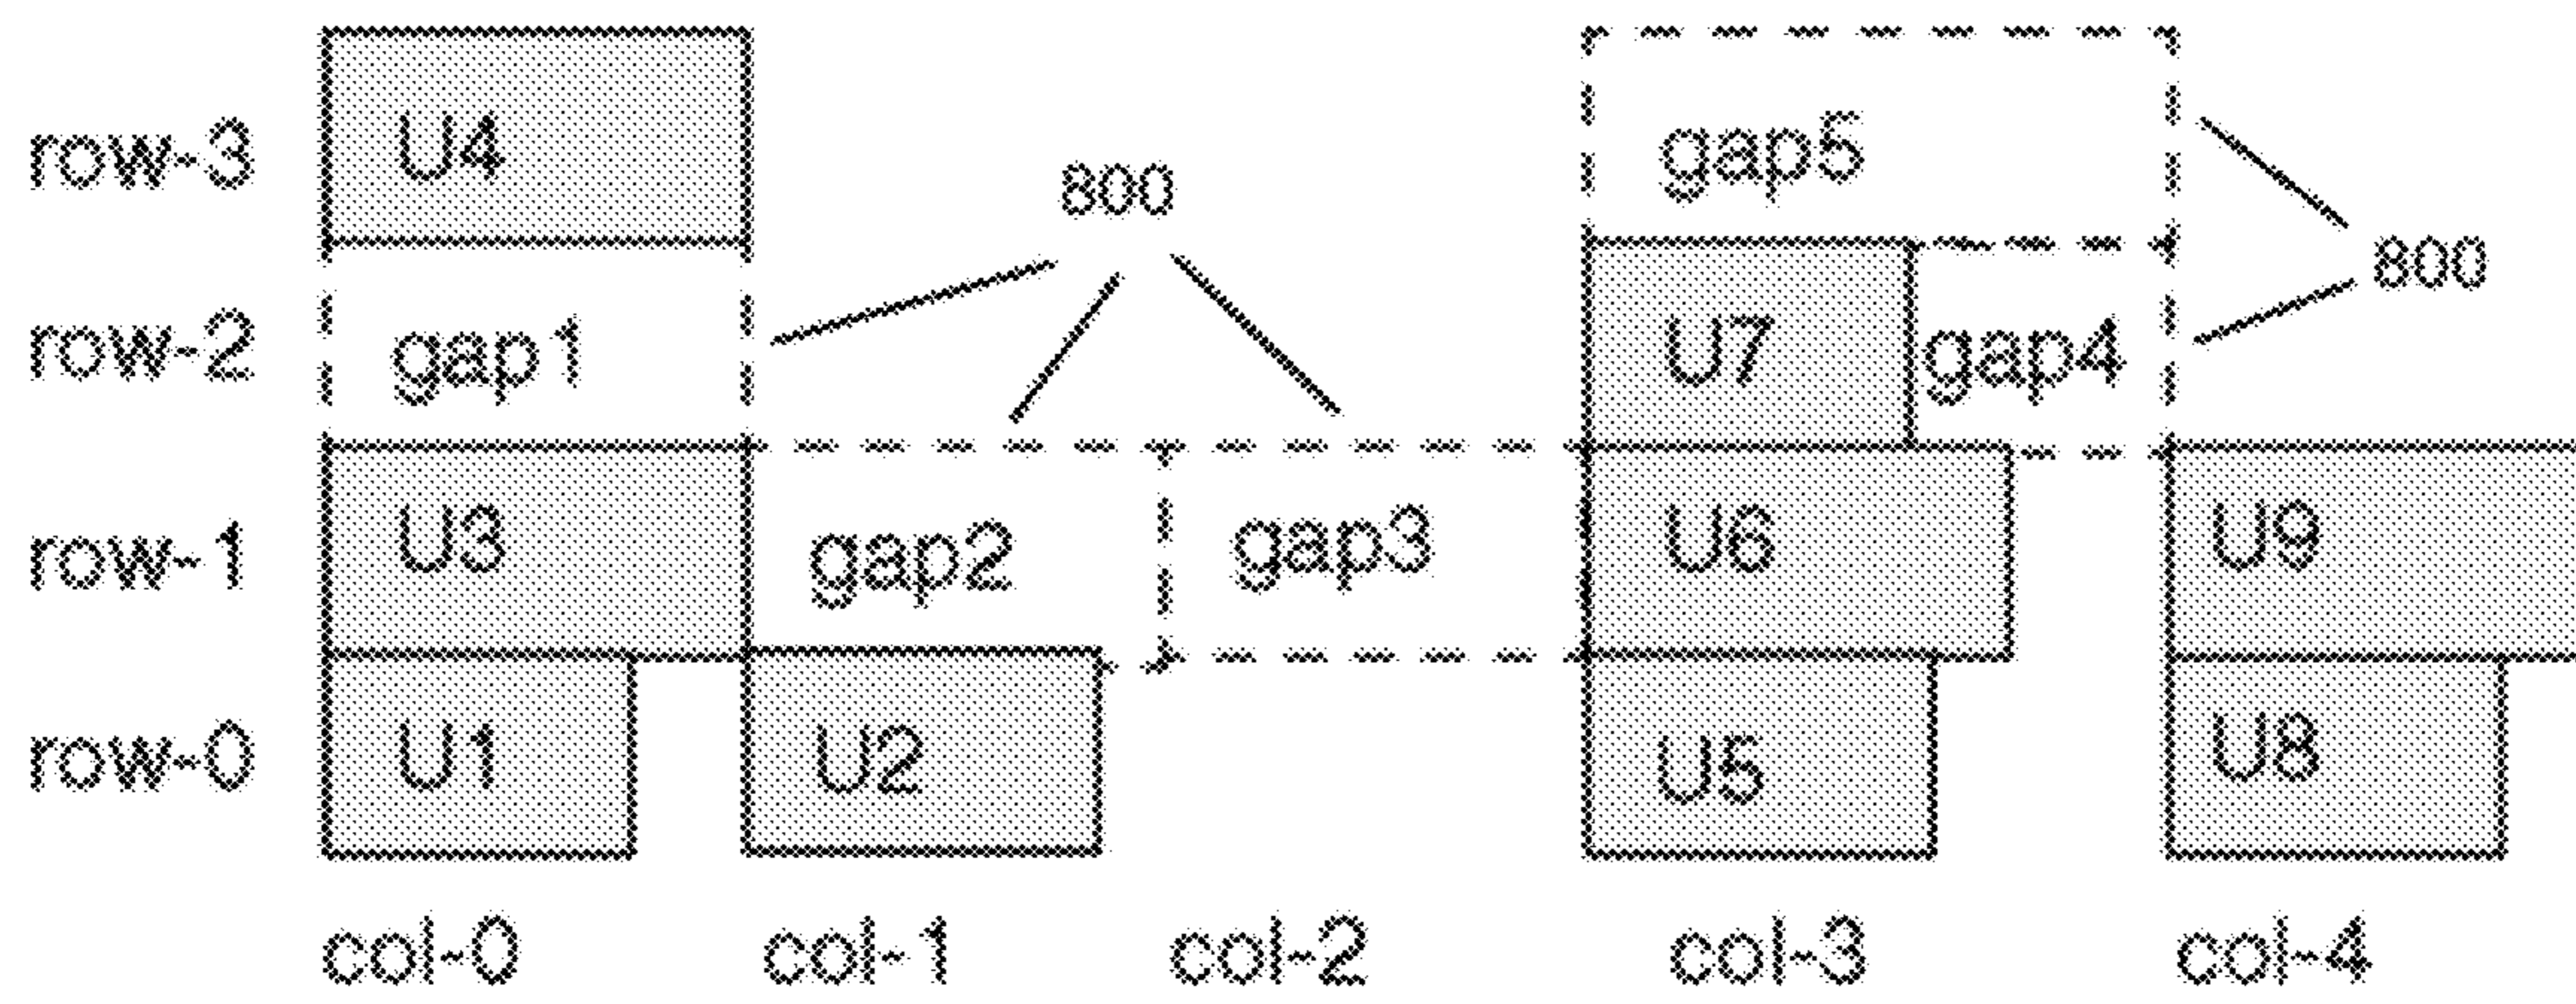 row-3 U4 800 gap5
800
row-2 gap1 U7 gap4
row-1 U3 gap2 gap3 U6 U9
row-0 U1 U2 U5 U8
col-0 col-1 col-2 col-3 col-4